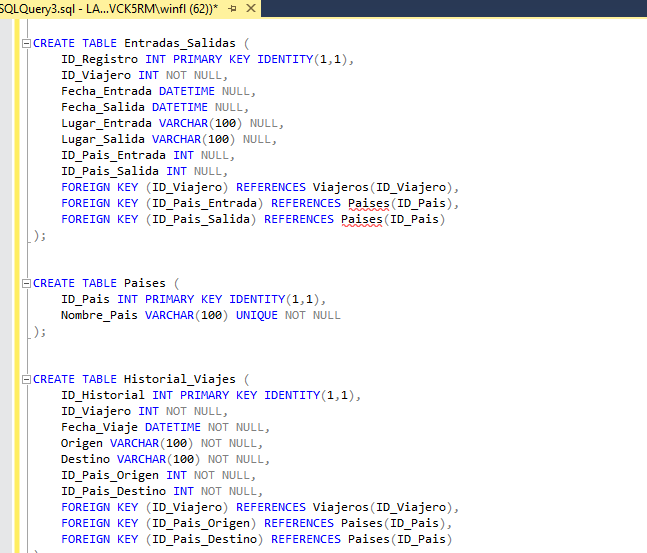 SQLQuery3.sql - LA...VCK5RM\winfl (62))*
CREATE TABLE Entradas_Salidas (
ID_Registro INT PRIMARY KEY IDENTITY(1,1),
ID_Viajero INT NOT NULL,
Fecha_Entrada DATETIME NULL,
Fecha_Salida DATETIME NULL,
Lugar_Entrada VARCHAR(100) NULL,
Lugar_Salida VARCHAR(100) NULL,
ID_Pais_Entrada INT NULL,
ID_Pais_Salida INT NULL,
FOREIGN KEY (ID_Viajero) REFERENCES Viajeros(ID_Viajero),
FOREIGN KEY (ID_Pais_Entrada) REFERENCES Paises(ID_Pais),
FOREIGN KEY (ID_Pais_Salida) REFERENCES Paises(ID_Pais)
);
CREATE TABLE Paises (
ID_Pais INT PRIMARY KEY IDENTITY(1,1),
Nombre_Pais VARCHAR(100) UNIQUE NOT NULL
);
CREATE TABLE Historial_Viajes (
ID_Historial INT PRIMARY KEY IDENTITY(1,1),
ID_Viajero INT NOT NULL,
Fecha_Viaje DATETIME NOT NULL,
Origen VARCHAR(100) NOT NULL,
Destino VARCHAR(100) NOT NULL,
ID_Pais_Origen INT NOT NULL,
ID_Pais_Destino INT NOT NULL,
FOREIGN KEY (ID_Viajero) REFERENCES Viajeros(ID_Viajero),
FOREIGN KEY (ID_Pais_Origen) REFERENCES Paises(ID_Pais),
FOREIGN KEY (ID_Pais_Destino) REFERENCES Paises(ID_Pais)